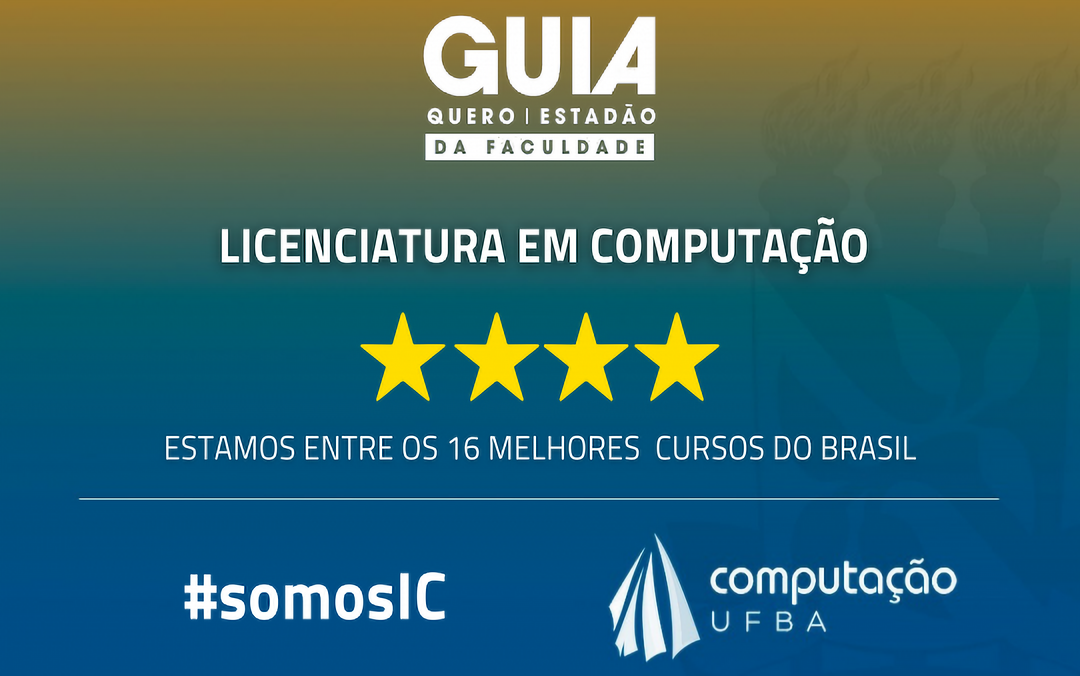 GUIA
QUERO | ESTADÃO
DA FACULDADE
LICENCIATURA EM COMPUTAÇÃO
ESTAMOS ENTRE OS 16 MELHORES CURSOS DO BRASIL
#somosIC
computação
UFBA